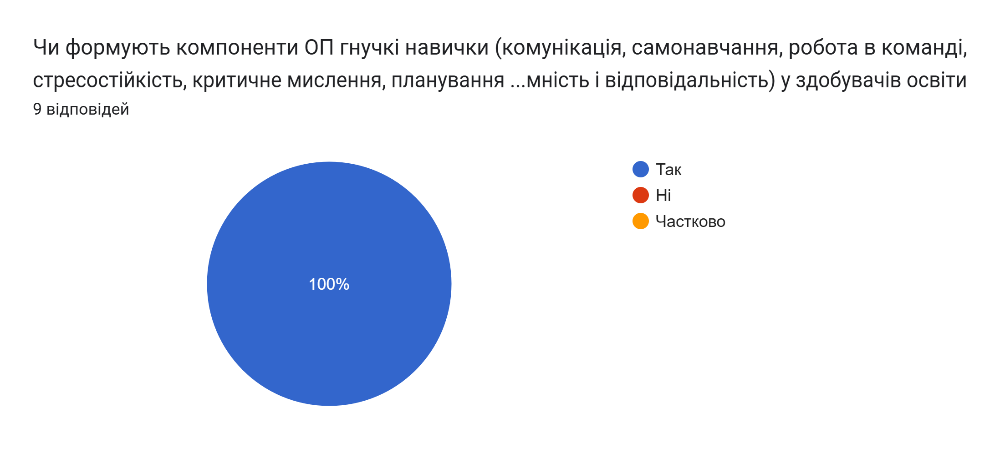 Чи формують компоненти ОП гнучкі навички (комунікація, самонавчання, робота в команді,
стресостійкість, критичне мислення, планування ...мність і відповідальність) у здобувачів освіти
9 відповідей
100%
Так
Ні
Частково